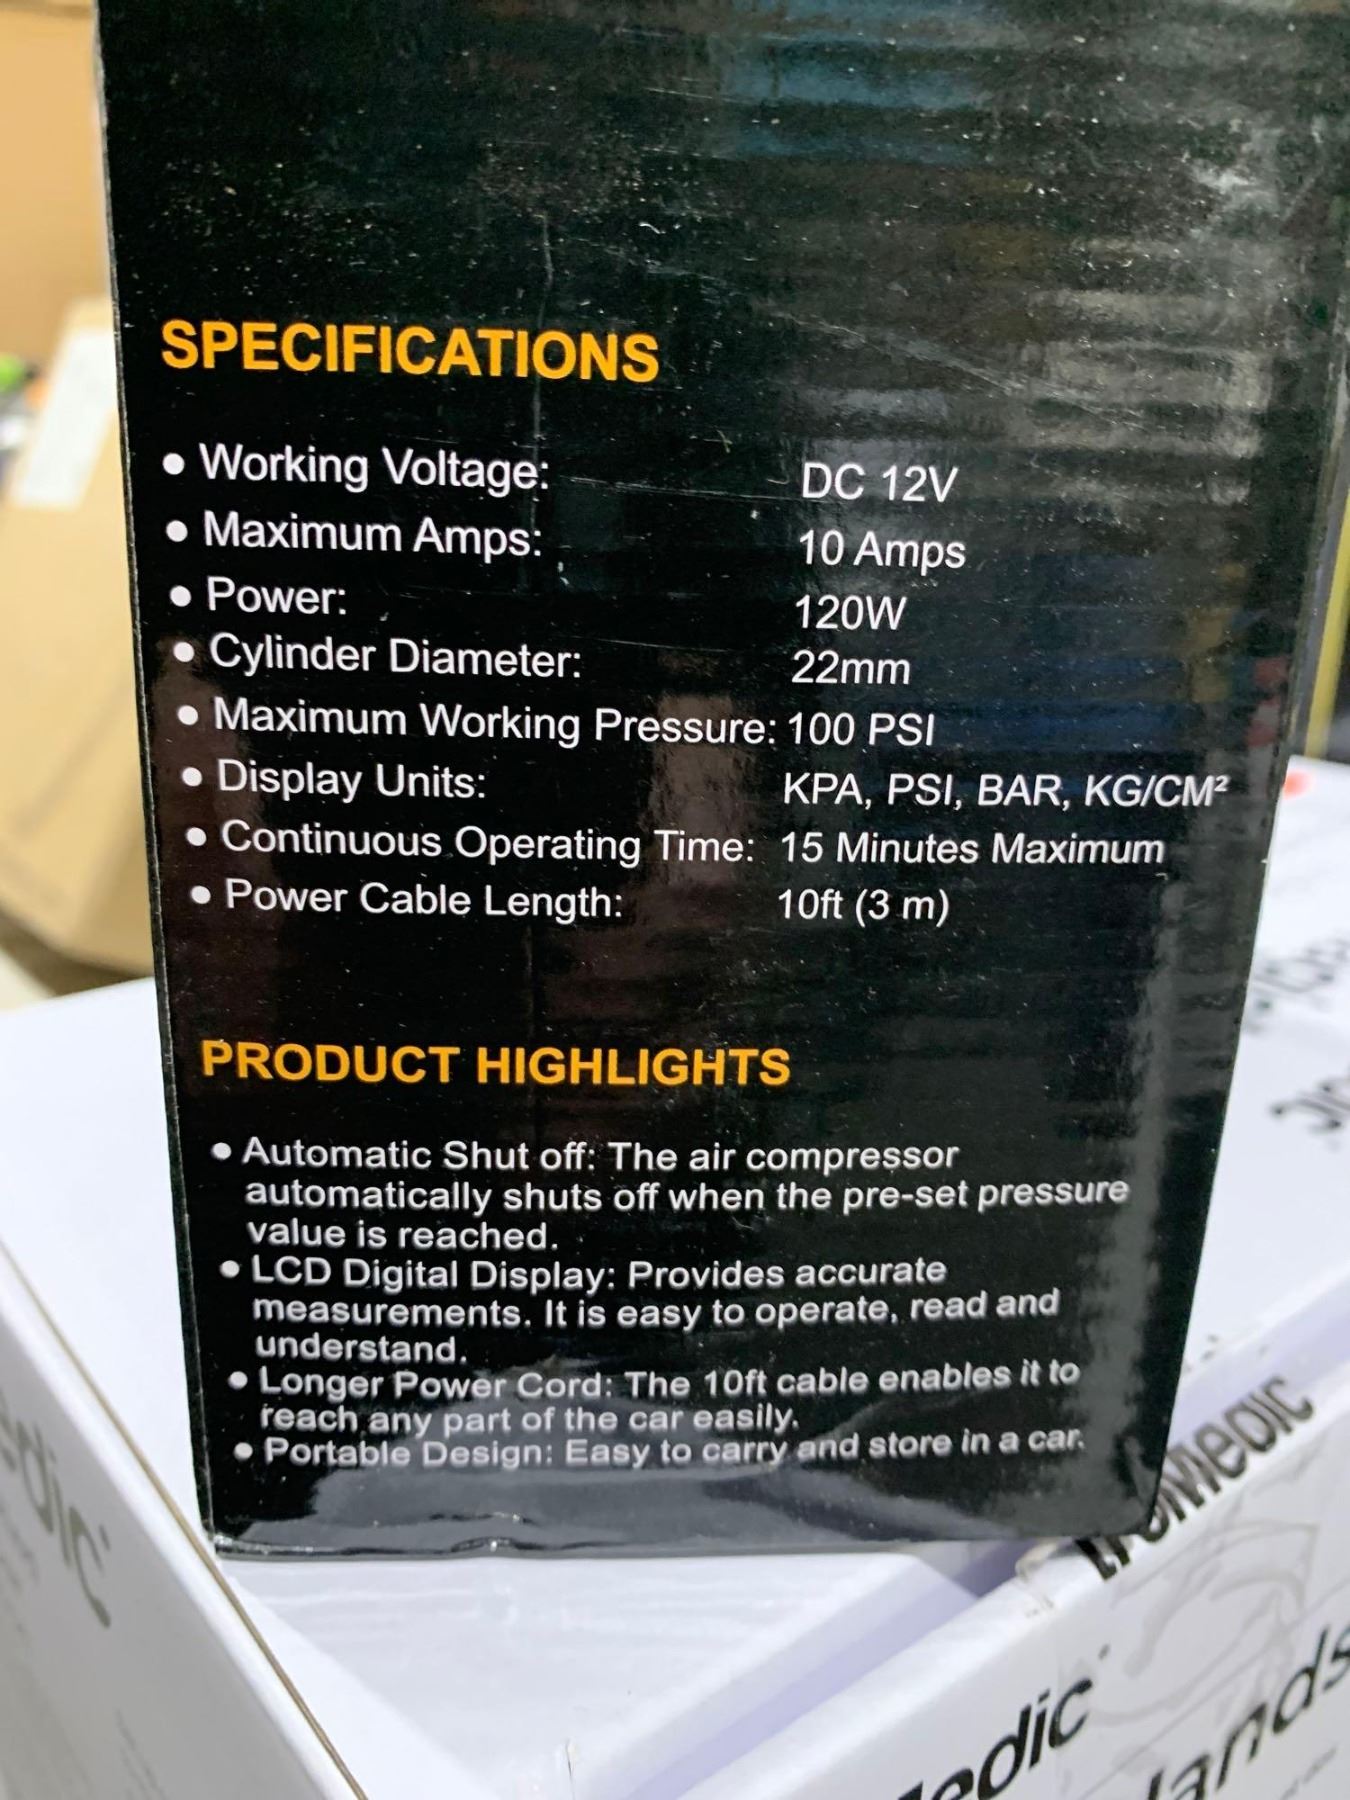 SPECIFICATIONS
● Working Voltage: DC 12V
● Maximum Amps: 10 Amps
● Power: 120W
● Cylinder Diameter: 22mm
● Maximum Working Pressure: 100 PSI
● Display Units: KPA, PSI, BAR, KG/CM²
● Continuous Operating Time: 15 Minutes Maximum
● Power Cable Length: 10ft (3 m)
PRODUCT HIGHLIGHTS
● Automatic Shut off: The air compressor
automatically shuts off when the pre-set pressure
value is reached.
● LCD Digital Display: Provides accurate
measurements. It is easy to operate, read and
understand.
● Longer Power Cord: The 10ft cable enables it to
reach any part of the car easily.
● Portable Design: Easy to carry and store in a car.